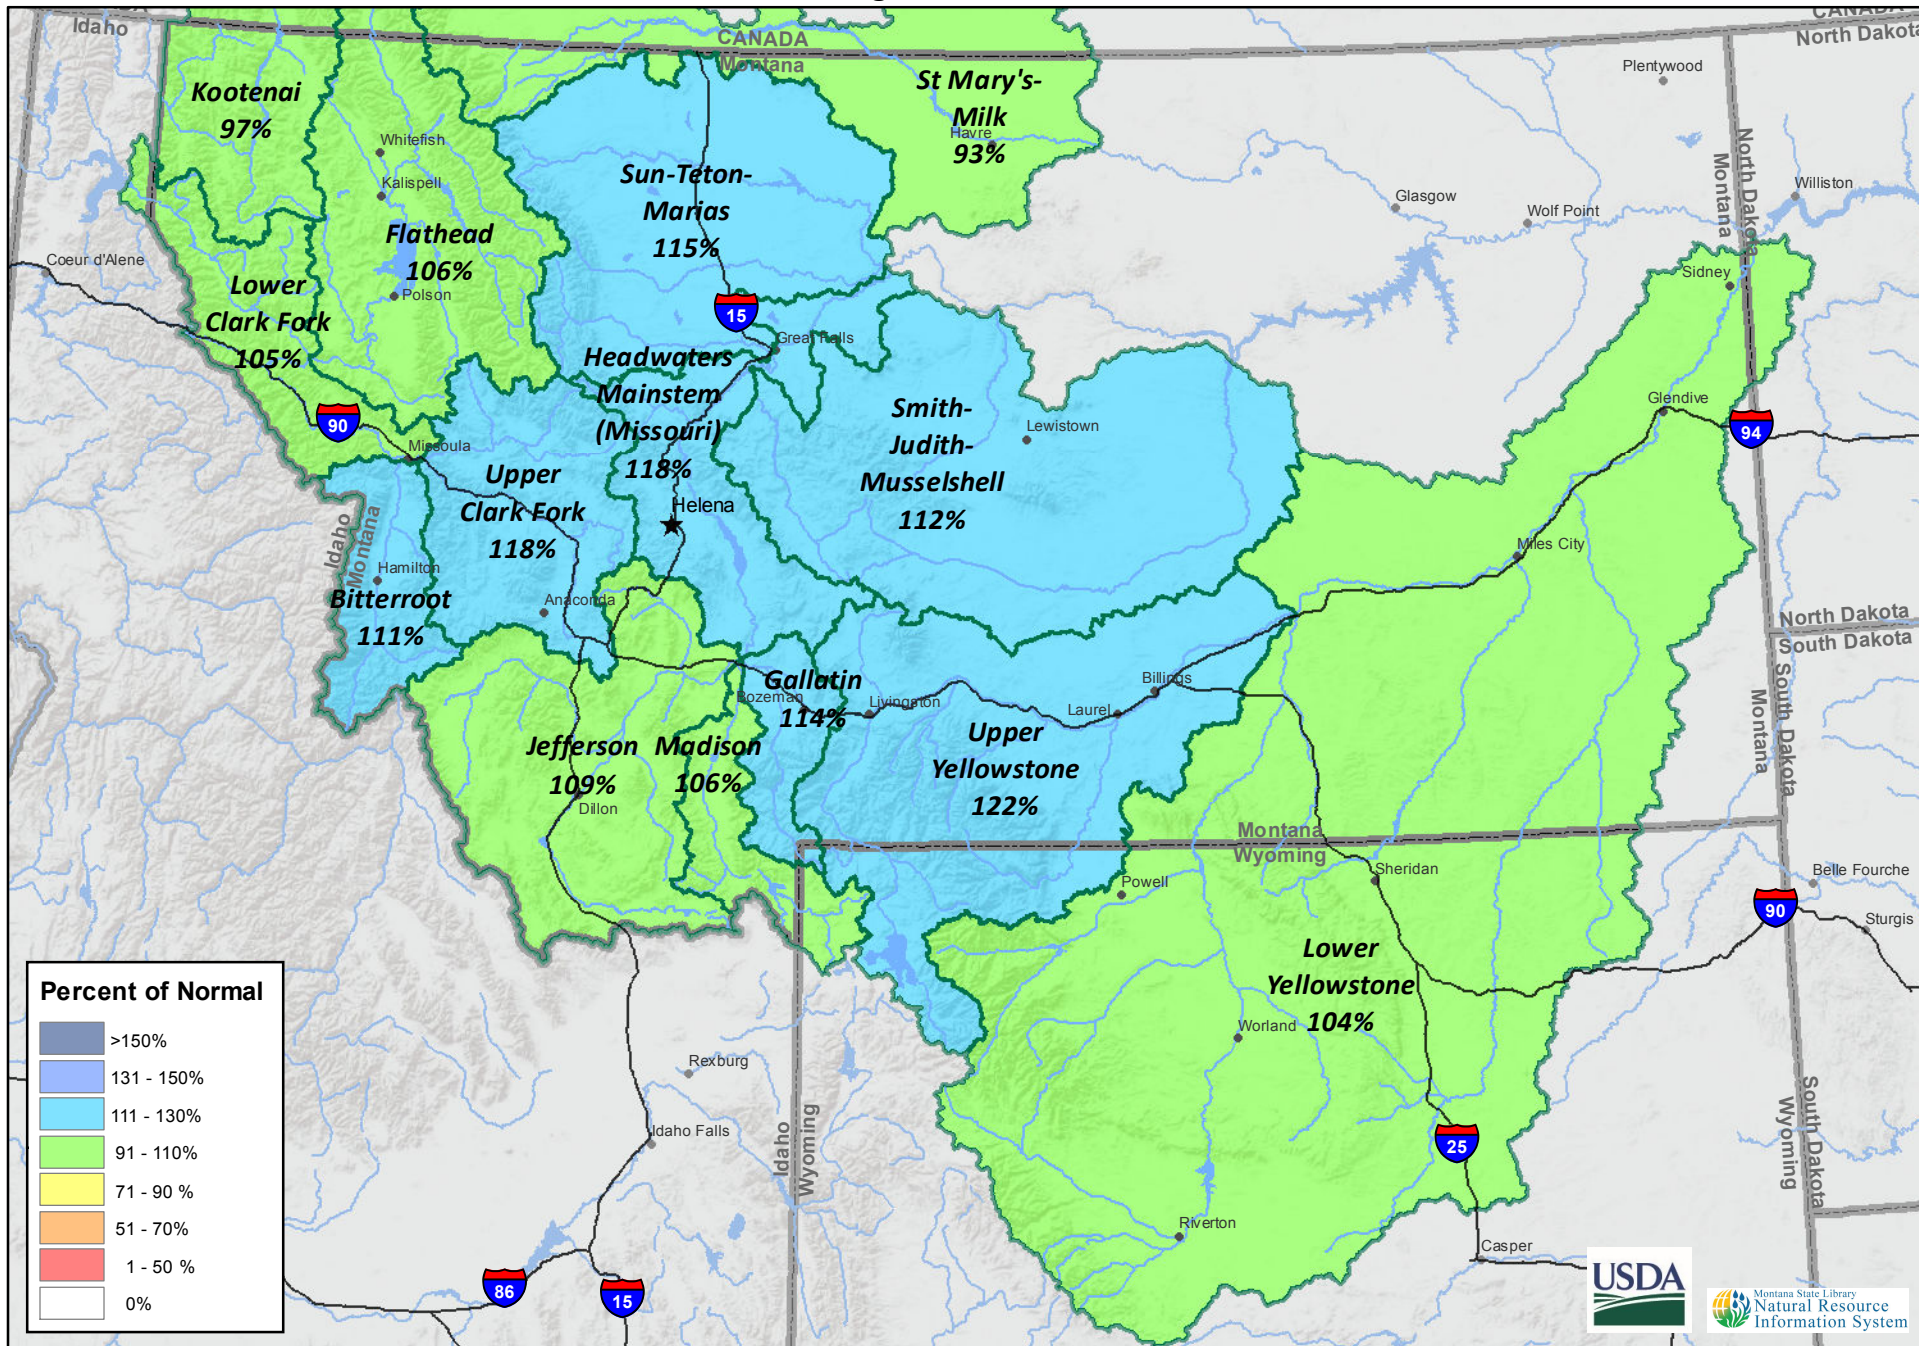 CANADA
Idaho
CANADA
Montana
CANADA
North Dakota
Kootenai
97%
Whitefish
Kalispell
Flathead
106%
Polson
Sun-Teton-
Marias
115%
St Mary's-
Milk
Havre
93%
Plentywood
North Dakota
Montana
Williston
Glasgow
Wolf Point
Sidney
Coeur d'Alene
Lower
Clark Fork
105%
15
Great Falls
Headwaters
Mainstem
(Missouri)
118%
Helena
Smith-
Judith-
Musselshell
112%
Lewistown
Glendive
94
90
Missoula
Upper
Clark Fork
118%
Idaho
Montana
Hamilton
Bitterroot
111%
Anaconda
Miles City
North Dakota
South Dakota
South Dakota
Montana
Gallatin
114%
Bozeman
Livingston
Laurel
Billings
Jefferson
109%
Dillon
Madison
106%
Upper
Yellowstone
122%
Montana
Wyoming
Powell
Sheridan
Belle Fourche
90
Sturgis
Lower
Yellowstone
104%
Worland
Percent of Normal
>150%
131 - 150%
111 - 130%
91 - 110%
71 - 90 %
51 - 70%
1 - 50 %
0%
Rexburg
Idaho Falls
Idaho
Wyoming
South Dakota
Wyoming
25
Riverton
Casper
86
15
USDA
Montana State Library
Natural Resource
Information System